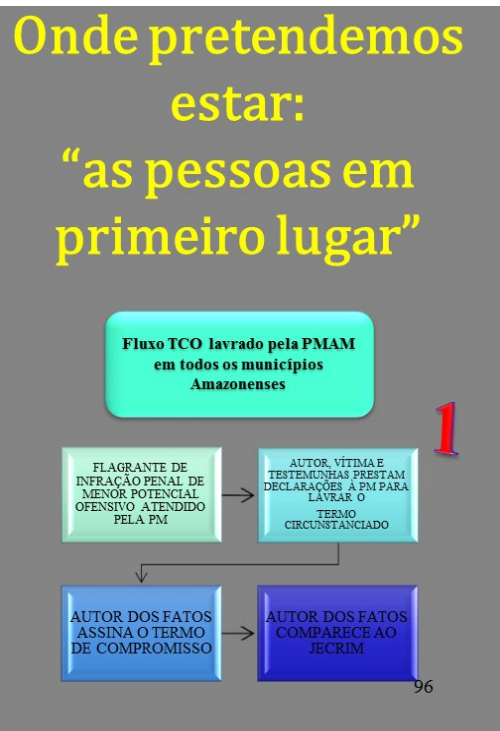 Onde pretendemos
estar:
“as pessoas em
primeiro lugar”
Fluxo TCO lavrado pela PMAM
em todos os municípios
Amazonenses
1
FLAGRANTE DE
INFRAÇÃO PENAL DE
MENOR POTENCIAL
OFENSIVO ATENDIDO
PELA PM
AUTOR, VÍTIMA E
TESTEMUNHAS PRESTAM
DECLARAÇÕES À PM PARA
LAVRAR O
TERMO
CIRCUNSTANCIADO
AUTOR DOS FATOS
ASSINA O TERMO
DE COMPROMISSO
AUTOR DOS FATOS
COMPARECE AO
JECRIM
96